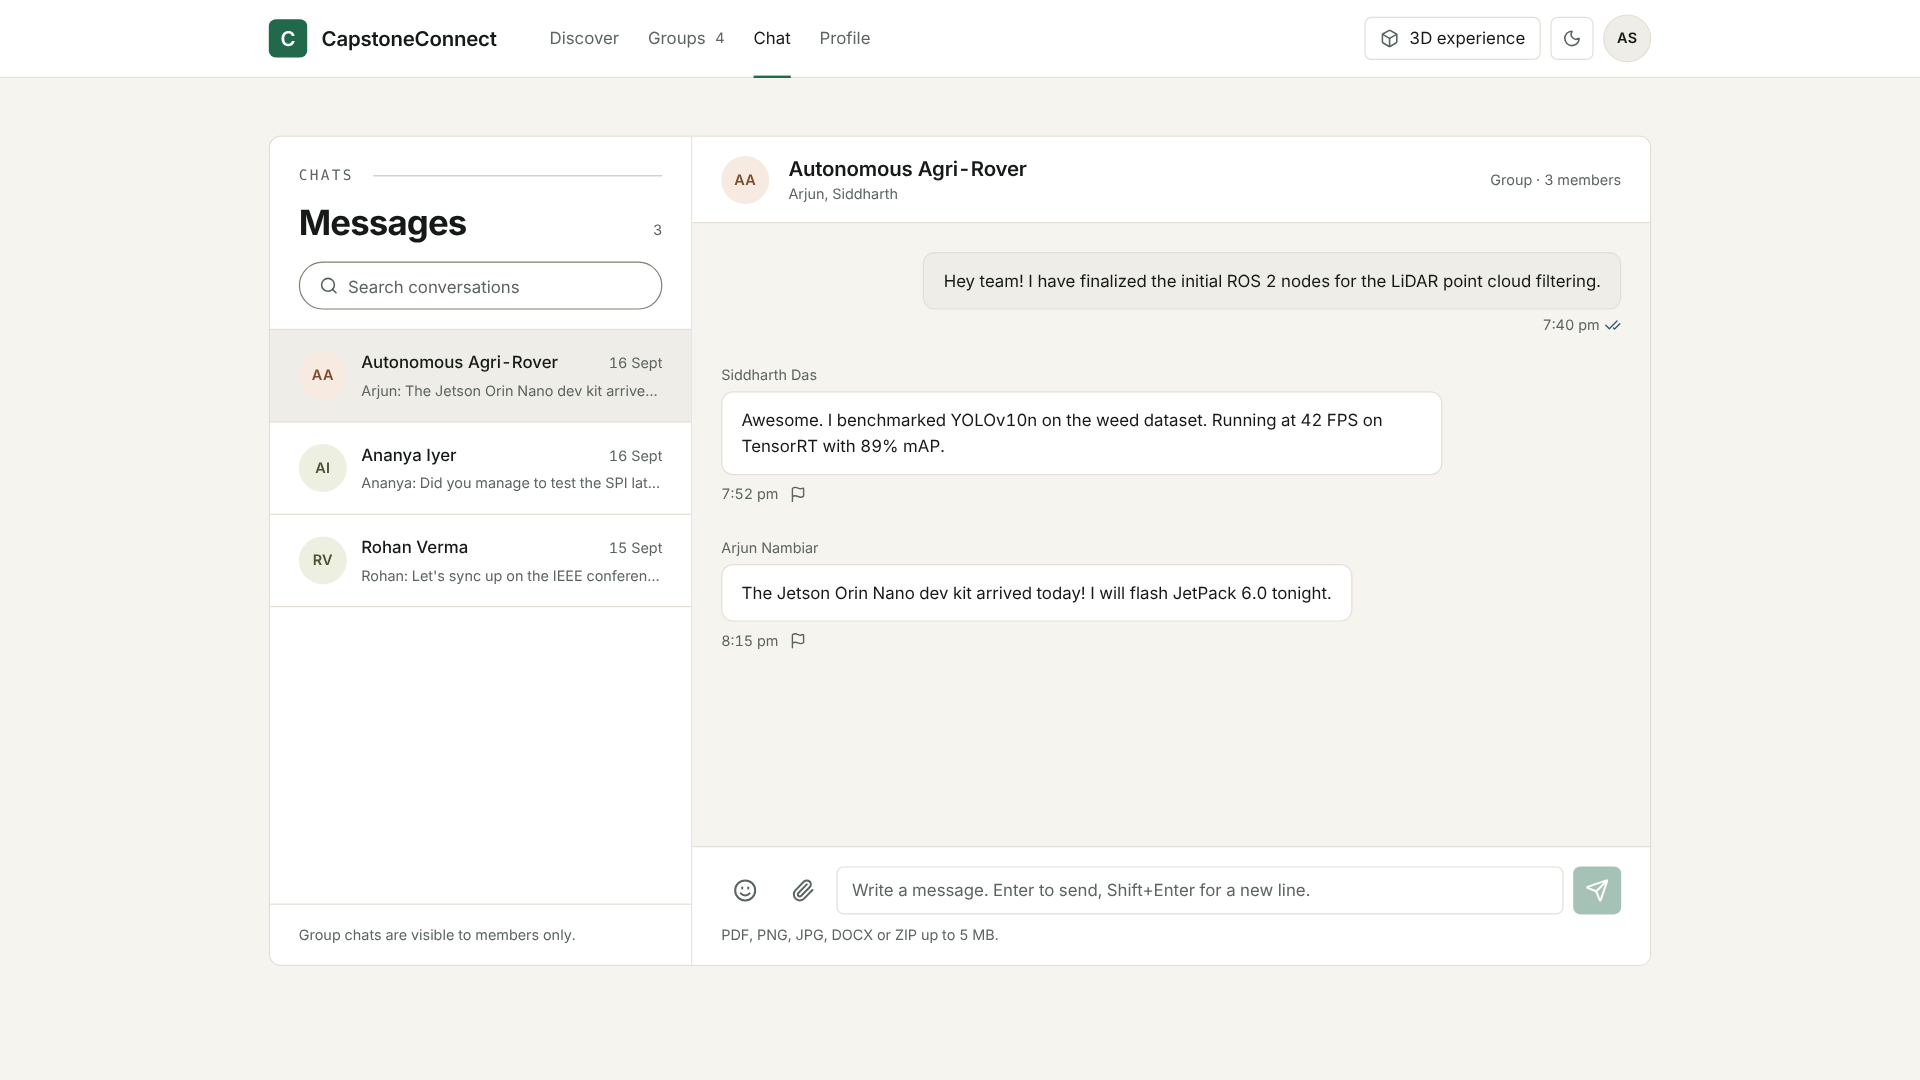 C
CapstoneConnect
Discover
Groups 4
Chat
Profile
3D experience
AS
CHATS
Messages
3
Search conversations
AA
Autonomous Agri-Rover
16 Sept
Arjun: The Jetson Orin Nano dev kit arrive...
AI
Ananya Iyer
16 Sept
Ananya: Did you manage to test the SPI lat...
RV
Rohan Verma
15 Sept
Rohan: Let's sync up on the IEEE conferen...
Group chats are visible to members only.
AA
Autonomous Agri-Rover
Arjun, Siddharth
Group · 3 members
Hey team! I have finalized the initial ROS 2 nodes for the LiDAR point cloud filtering.
7:40 pm
Siddharth Das
Awesome. I benchmarked YOLOv10n on the weed dataset. Running at 42 FPS on
TensorRT with 89% mAP.
7:52 pm
Arjun Nambiar
The Jetson Orin Nano dev kit arrived today! I will flash JetPack 6.0 tonight.
8:15 pm
Write a message. Enter to send, Shift+Enter for a new line.
PDF, PNG, JPG, DOCX or ZIP up to 5 MB.